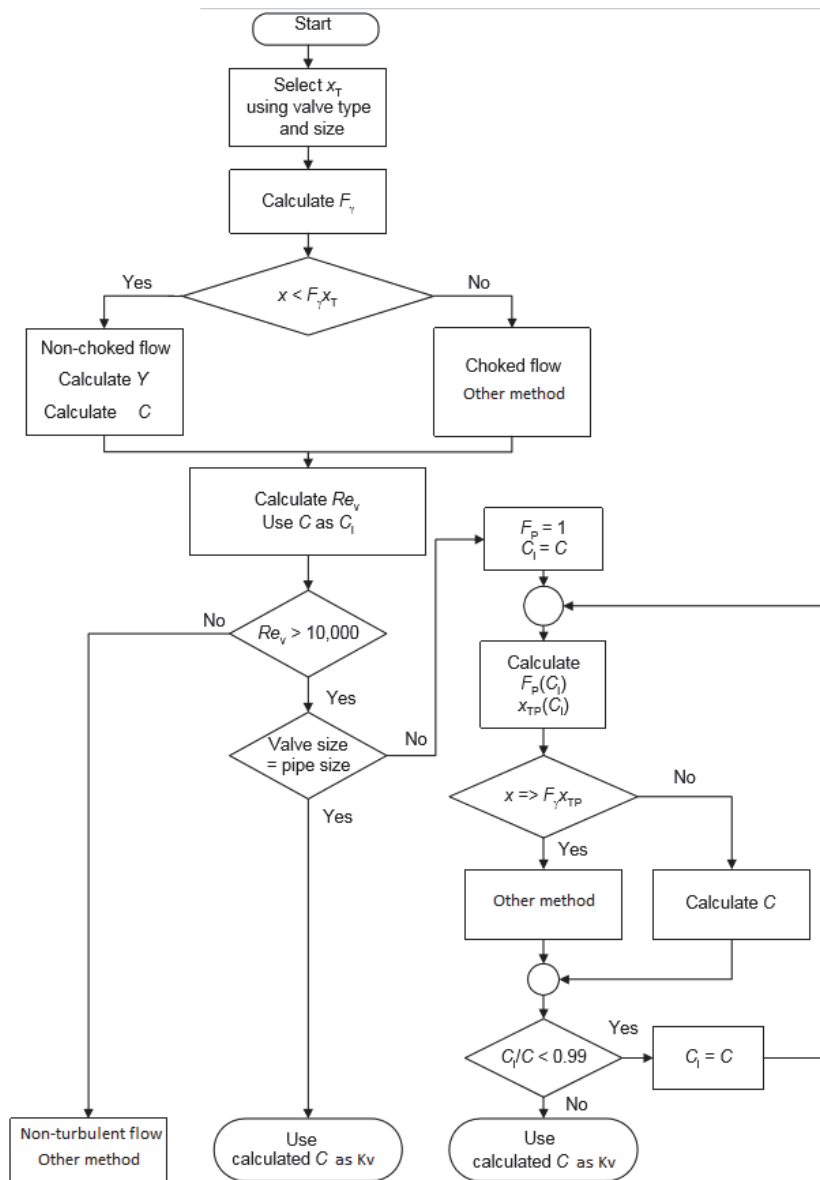 Start
Select xT
using valve type
and size
Calculate Fγ
Yes
x < FγxT
No
Non-choked flow
Calculate Y
Calculate C
Choked flow
Other method
Calculate Rev
Use C as CI
FP = 1
CI = C
No
Rev > 10,000
Yes
Calculate
FP(CI)
xTP(CI)
Valve size
= pipe size
No
Yes
x => FγxTP
No
Yes
Other method
Calculate C
CI/C < 0.99
Yes
CI = C
No
Non-turbulent flow
Other method
Use
calculated C as Kv
Use
calculated C as Kv